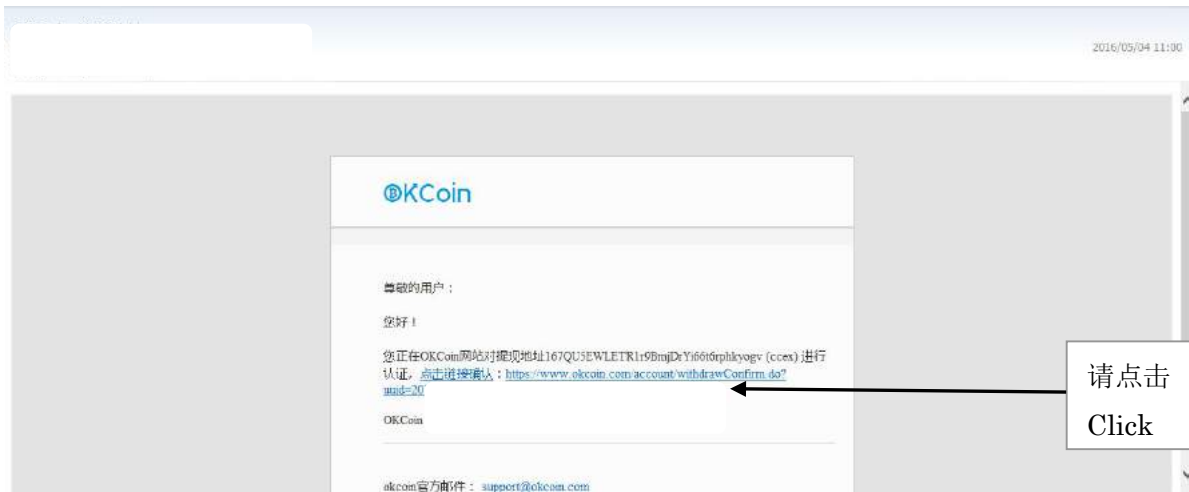 2016/05/04 11:00
OKCoin
尊敬的用户：
您好！
您正在OKCoin网站对提现地址167QU5EWLETR1r9BmjDrYi66t6rphkyogv (ccex) 进行
认证，点击链接确认：https://www.okcoin.com/account/withdrawConfirm.do?
uuid=20
请点击
Click
OKCoin
okcoin官方邮件： support@okcoin.com